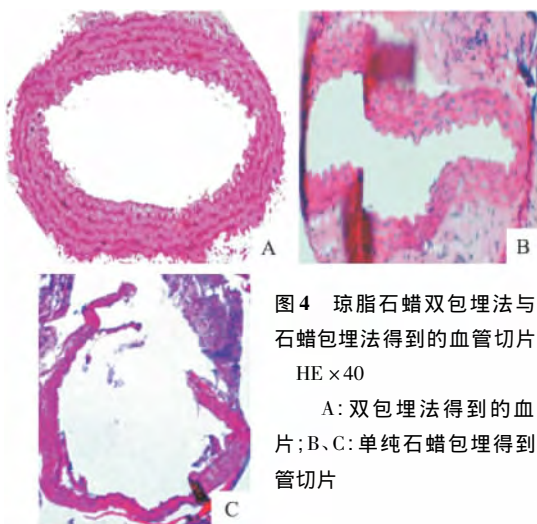 A
B
C
图4 琼脂石蜡双包埋法与
石蜡包埋法得到的血管切片
HE×40
A:双包埋法得到的血
片;B、C:单纯石蜡包埋得到
管切片